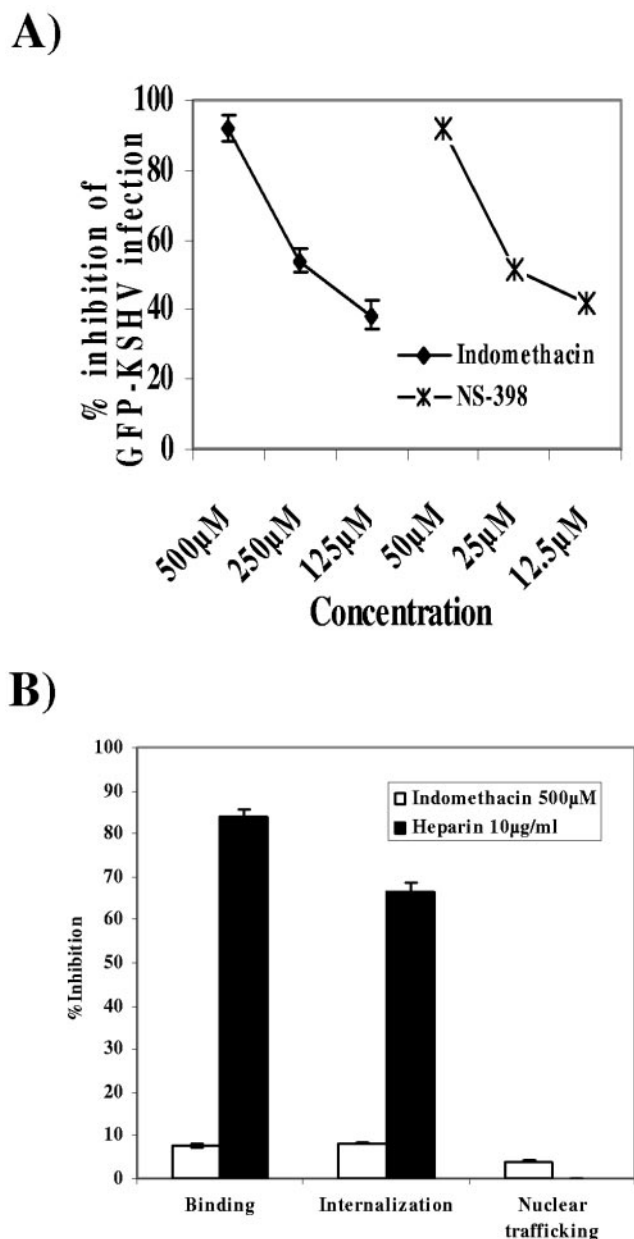 A)
% inhibition of
GFP-KSHV infection
100
80
60
40
20
0
Indomethacin
NS-398
500µM
250µM
125µM
50µM
25µM
12.5µM
Concentration
B)
%Inhibition
100
90
80
70
60
50
40
30
20
10
0
Indomethacin 500µM
Heparin 10µg/ml
Binding
Internalization
Nuclear
trafficking